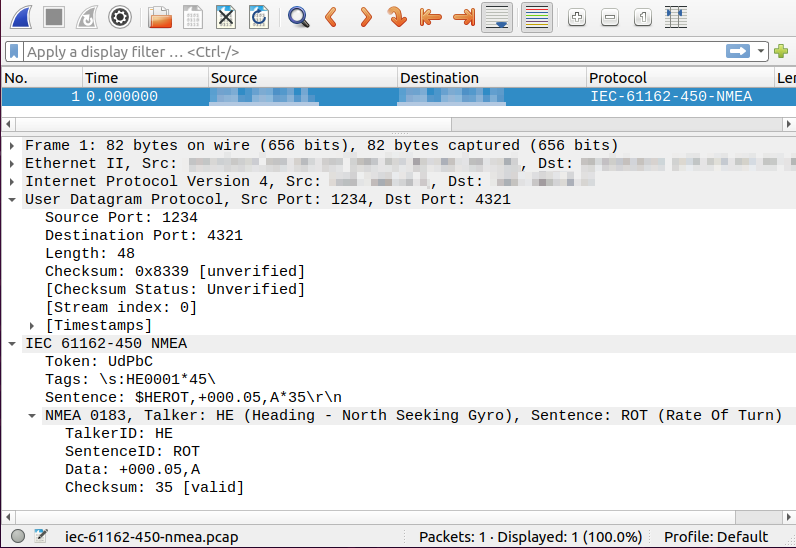 Apply a display filter … <Ctrl-/>
No. Time Source Destination Protocol Ler
1 0.000000 IEC-61162-450-NMEA
Frame 1: 82 bytes on wire (656 bits), 82 bytes captured (656 bits)
Ethernet II, Src: , Dst:
Internet Protocol Version 4, Src: , Dst:
User Datagram Protocol, Src Port: 1234, Dst Port: 4321
Source Port: 1234
Destination Port: 4321
Length: 48
Checksum: 0x8339 [unverified]
[Checksum Status: Unverified]
[Stream index: 0]
[Timestamps]
IEC 61162-450 NMEA
Token: UdPbC
Tags: \s:HE0001*45\
Sentence: $HEROT,+000.05,A*35\r\n
NMEA 0183, Talker: HE (Heading - North Seeking Gyro), Sentence: ROT (Rate Of Turn)
TalkerID: HE
SentenceID: ROT
Data: +000.05,A
Checksum: 35 [valid]
iec-61162-450-nmea.pcap Packets: 1 · Displayed: 1 (100.0%) Profile: Default